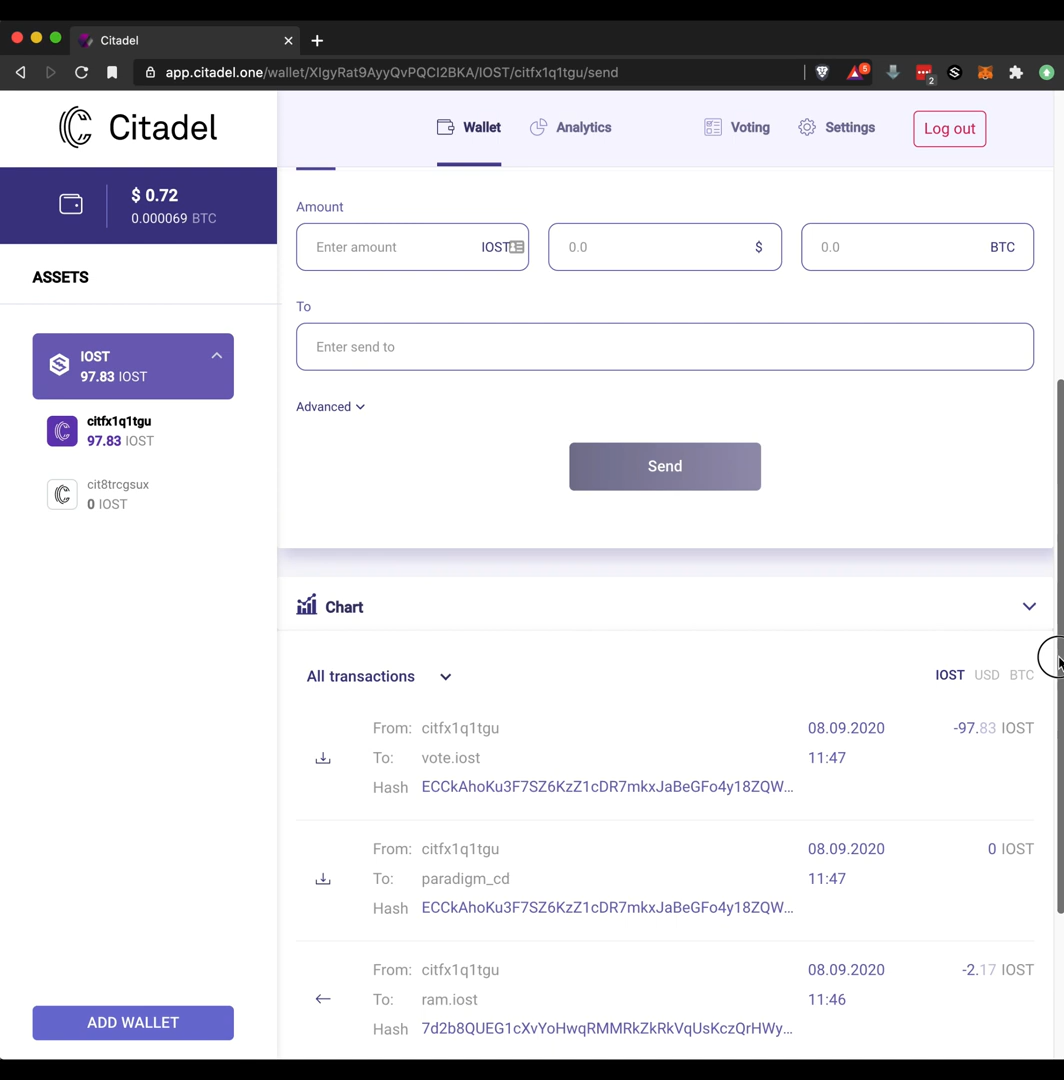 Citadel
app.citadel.one/wallet/XIgyRat9AyyQvPQCI2BKA/IOST/citfx1q1tgu/send
5
2
Citadel
Wallet
Analytics
Voting
Settings
Log out
$ 0.72
0.000069 BTC
ASSETS
IOST
97.83 IOST
citfx1q1tgu
97.83 IOST
cit8trcgsux
0 IOST
ADD WALLET
Amount
Enter amount IOST
0.0 $
0.0 BTC
To
Enter send to
Advanced
Send
Chart
All transactions
IOST USD BTC
From: citfx1q1tgu 08.09.2020 -97.83 IOST
To: vote.iost 11:47
Hash ECCkAhoKu3F7SZ6KzZ1cDR7mkxJaBeGFo4y18ZQW...
From: citfx1q1tgu 08.09.2020 0 IOST
To: paradigm_cd 11:47
Hash ECCkAhoKu3F7SZ6KzZ1cDR7mkxJaBeGFo4y18ZQW...
From: citfx1q1tgu 08.09.2020 -2.17 IOST
To: ram.iost 11:46
Hash 7d2b8QUEG1cXvYoHwqRMMRkZkRkVqUsKczQrHWy...